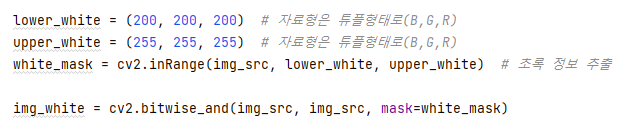 lower_white = (200, 200, 200)  # 자료형은 튜플형태로(B,G,R)
upper_white = (255, 255, 255)  # 자료형은 튜플형태로(B,G,R)
white_mask = cv2.inRange(img_src, lower_white, upper_white)  # 초록 정보 추출
img_white = cv2.bitwise_and(img_src, img_src, mask=white_mask)